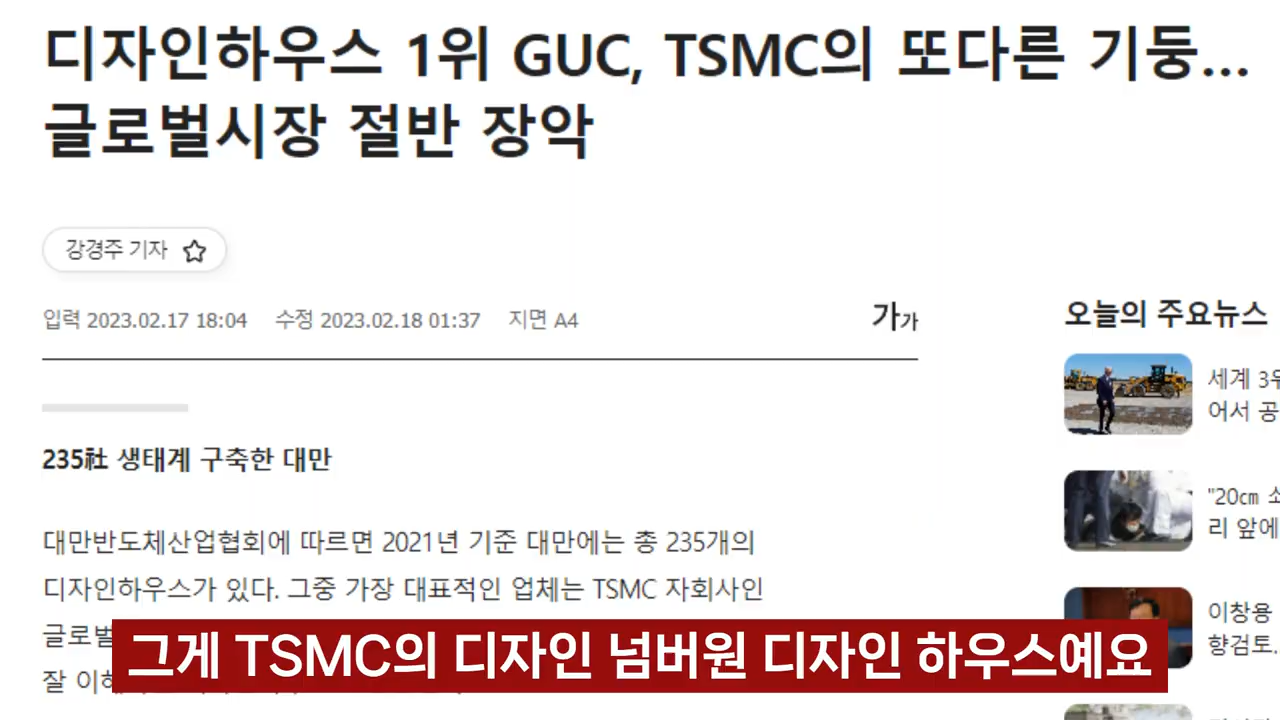 디자인하우스 1위 GUC, TSMC의 또다른 기둥...
글로벌시장 절반 장악
강경주 기자
입력 2023.02.17 18:04 수정 2023.02.18 01:37 지면 A4
가가
235社 생태계 구축한 대만
대만반도체산업협회에 따르면 2021년 기준 대만에는 총 235개의
디자인하우스가 있다. 그중 가장 대표적인 업체는 TSMC 자회사인
글로벌
잘 이해
그게 TSMC의 디자인 넘버원 디자인 하우스예요
오늘의 주요뉴스
세계 3위
어서 공
"20㎝ 소
리 앞에
이창용
향검토.